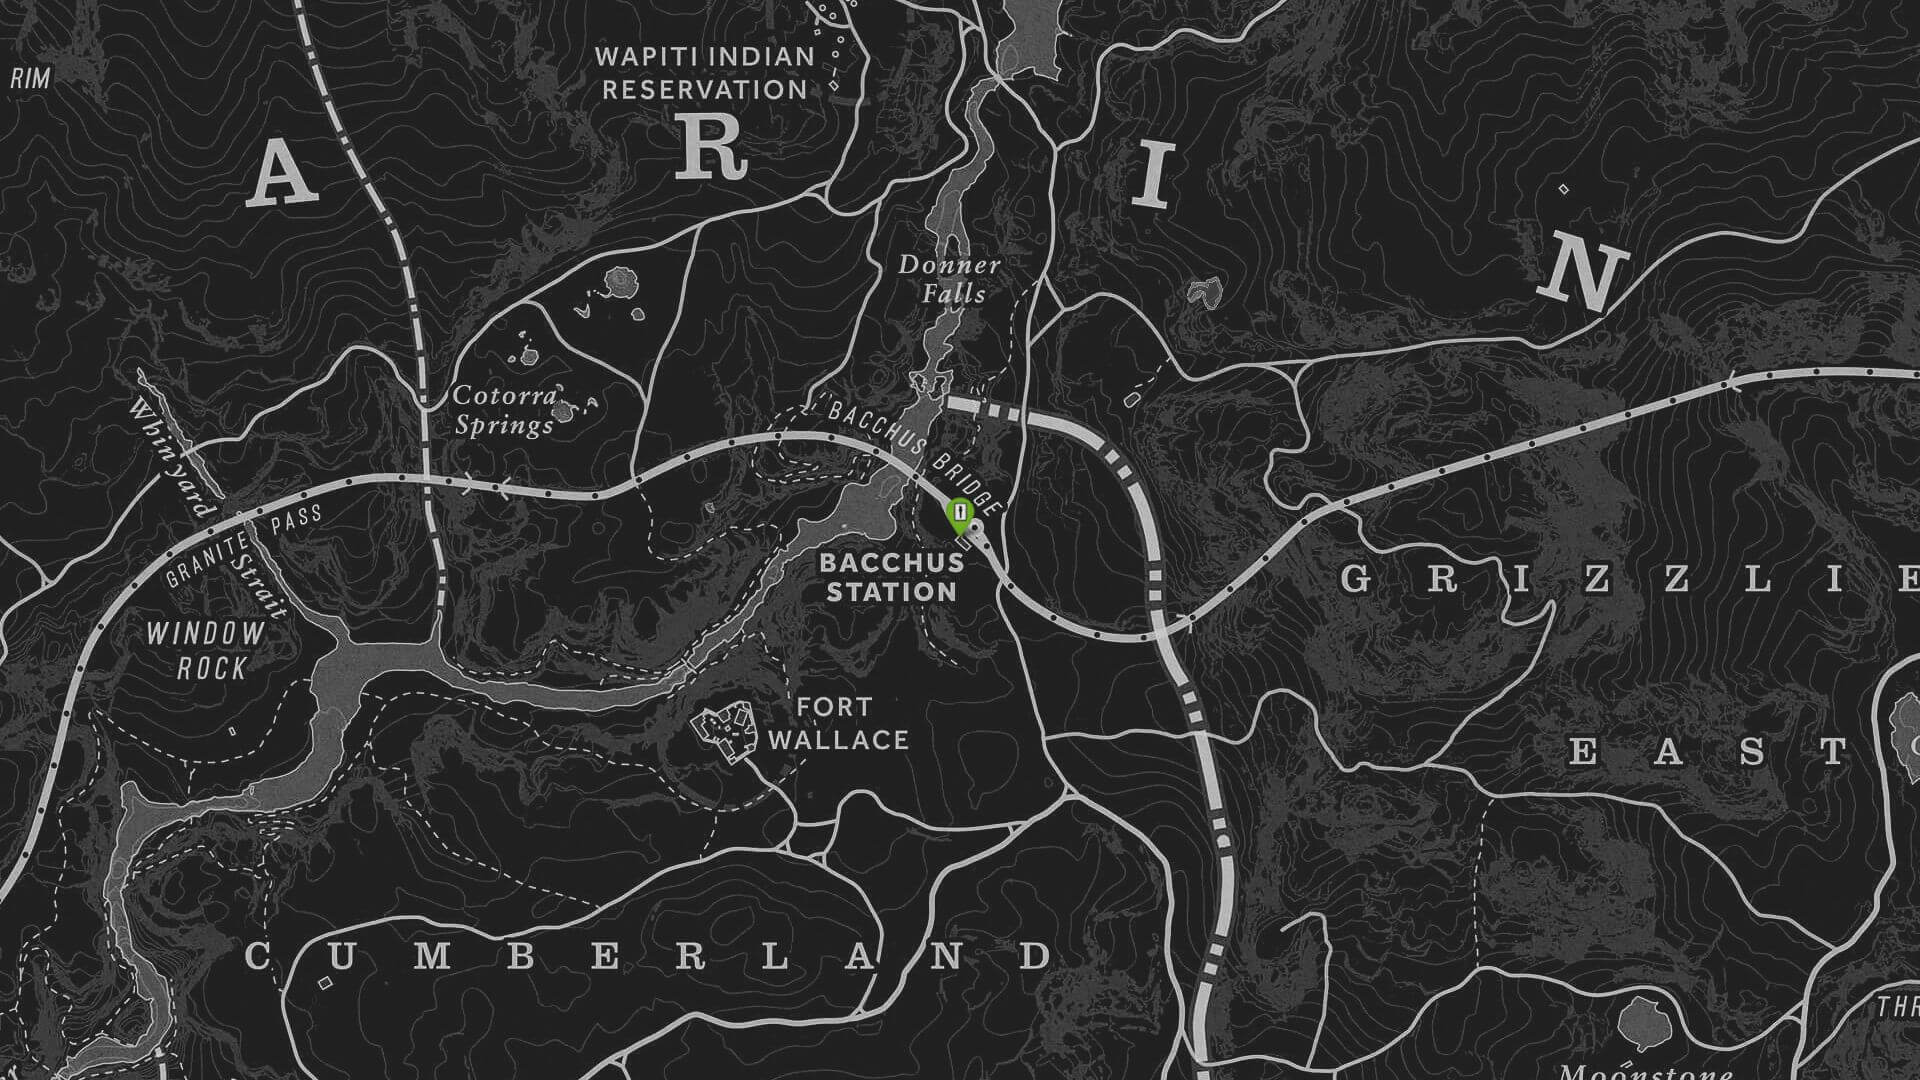 RIM
WAPITI INDIAN
RESERVATION
A R I N
Donner
Falls
Cotorra
Springs
Whinyard
Strait
BACCHUS BRIDGE
GRANITE PASS
BACCHUS
STATION
WINDOW
ROCK
FORT
WALLACE
GRIZZLIE
EAST
CUMBERLAND
THR
Moonstone